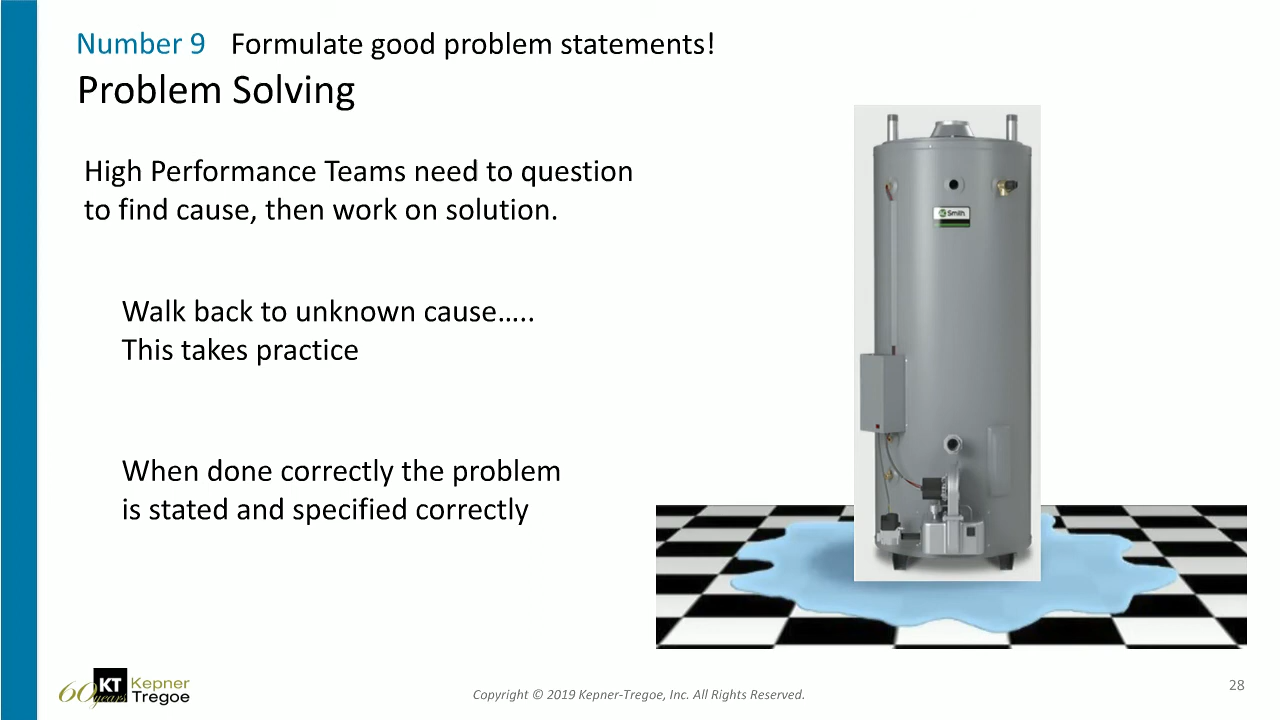 Number 9 Formulate good problem statements!
Problem Solving
High Performance Teams need to question
to find cause, then work on solution.
Walk back to unknown cause…..
This takes practice
When done correctly the problem
is stated and specified correctly
Smith
60 years KT Kepner
Tregoe
Copyright © 2019 Kepner-Tregoe, Inc. All Rights Reserved.
28